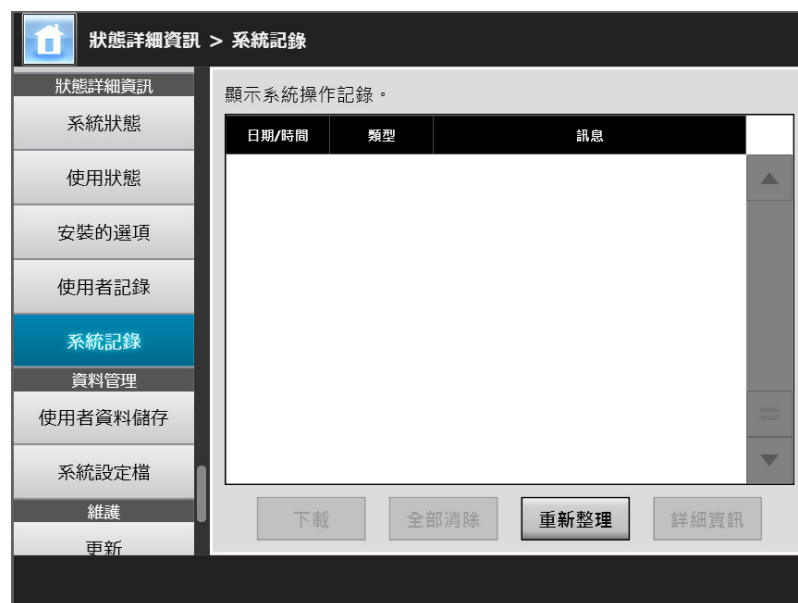 狀態詳細資訊 > 系統記錄
狀態詳細資訊
系統狀態
使用狀態
安裝的選項
使用者記錄
系統記錄
資料管理
使用者資料儲存
系統設定檔
維護
更新
顯示系統操作記錄。
日期/時間 類型 訊息
下載 全部清除 重新整理 詳細資訊